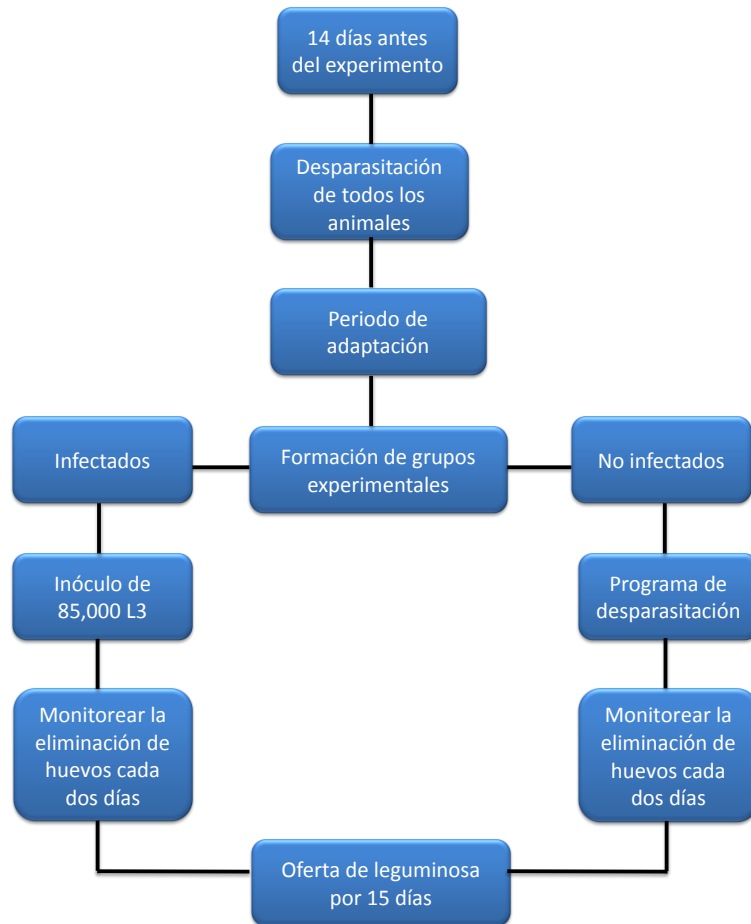 14 días antes
del experimento
Desparasitación
de todos los
animales
Periodo de
adaptación
Infectados
Formación de grupos
experimentales
No infectados
Inóculo de
85,000 L3
Programa de
desparasitación
Monitorear la
eliminación de
huevos cada
dos días
Monitorear la
eliminación de
huevos cada
dos días
Oferta de leguminosa
por 15 días